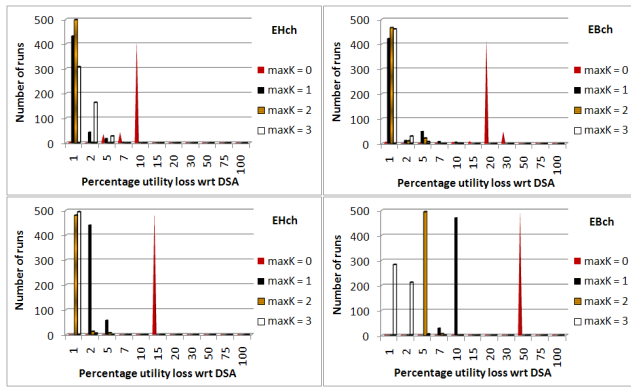 EHch
Number of runs
500
400
300
200
100
0
maxK = 0
maxK = 1
maxK = 2
maxK = 3
1 2 5 7 10 15 20 30 50 75 100
Percentage utility loss wrt DSA
EBch
Number of runs
500
400
300
200
100
0
maxK = 0
maxK = 1
maxK = 2
maxK = 3
1 2 5 7 10 15 20 30 50 75 100
Percentage utility loss wrt DSA
EHch
Number of runs
500
400
300
200
100
0
maxK = 0
maxK = 1
maxK = 2
maxK = 3
1 2 5 7 10 15 20 30 50 75 100
Percentage utility loss wrt DSA
EBch
Number of runs
500
400
300
200
100
0
maxK = 0
maxK = 1
maxK = 2
maxK = 3
1 2 5 7 10 15 20 30 50 75 100
Percentage utility loss wrt DSA